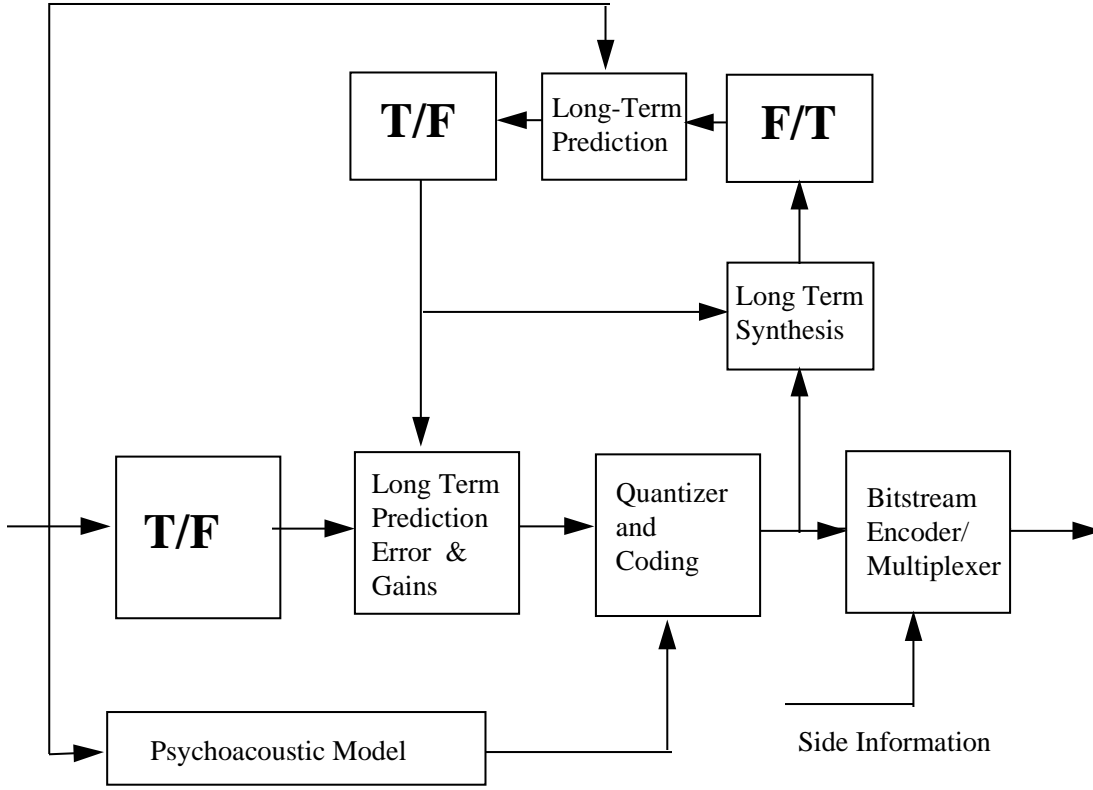 T/F
Long-Term
Prediction
F/T
Long Term
Synthesis
T/F
Long Term
Prediction
Error &
Gains
Quantizer
and
Coding
Bitstream
Encoder/
Multiplexer
Psychoacoustic Model
Side Information